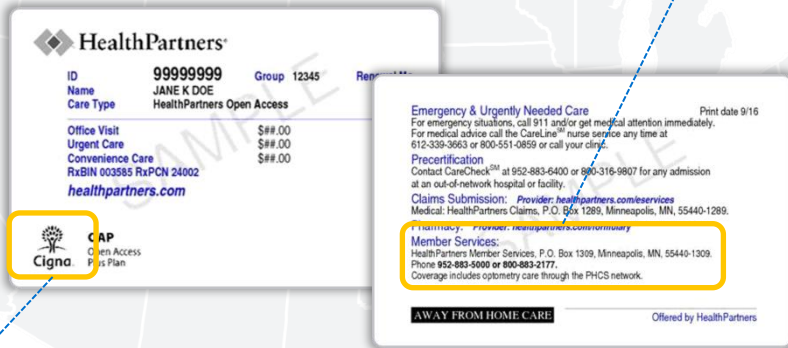 HealthPartners®
ID 99999999 Group 12345
Name JANE K DOE
Care Type HealthPartners Open Access
Office Visit $##.00
Urgent Care $##.00
Convenience Care $##.00
RxBIN 003585 RxPCN 24002
healthpartners.com
SAMPLE
Cigna
OAP
Open Access
Plus Plan
Emergency & Urgently Needed Care Print date 9/16
For emergency situations, call 911 and/or get medical attention immediately.
For medical advice call the CareLine℠ nurse service any time at
612-339-3663 or 800-551-0859 or call your clinic.
Precertification
Contact CareCheck℠ at 952-883-6400 or 800-316-9807 for any admission
at an out-of-network hospital or facility.
Claims Submission: Provider: healthpartners.com/eservices
Medical: HealthPartners Claims, P.O. Box 1289, Minneapolis, MN, 55440-1289.
Pharmacy: Provider: healthpartners.com/formulary
Member Services:
HealthPartners Member Services, P.O. Box 1309, Minneapolis, MN, 55440-1309.
Phone 952-883-5000 or 800-883-2177.
Coverage includes optometry care through the PHCS network.
SAMPLE
AWAY FROM HOME CARE Offered by HealthPartners